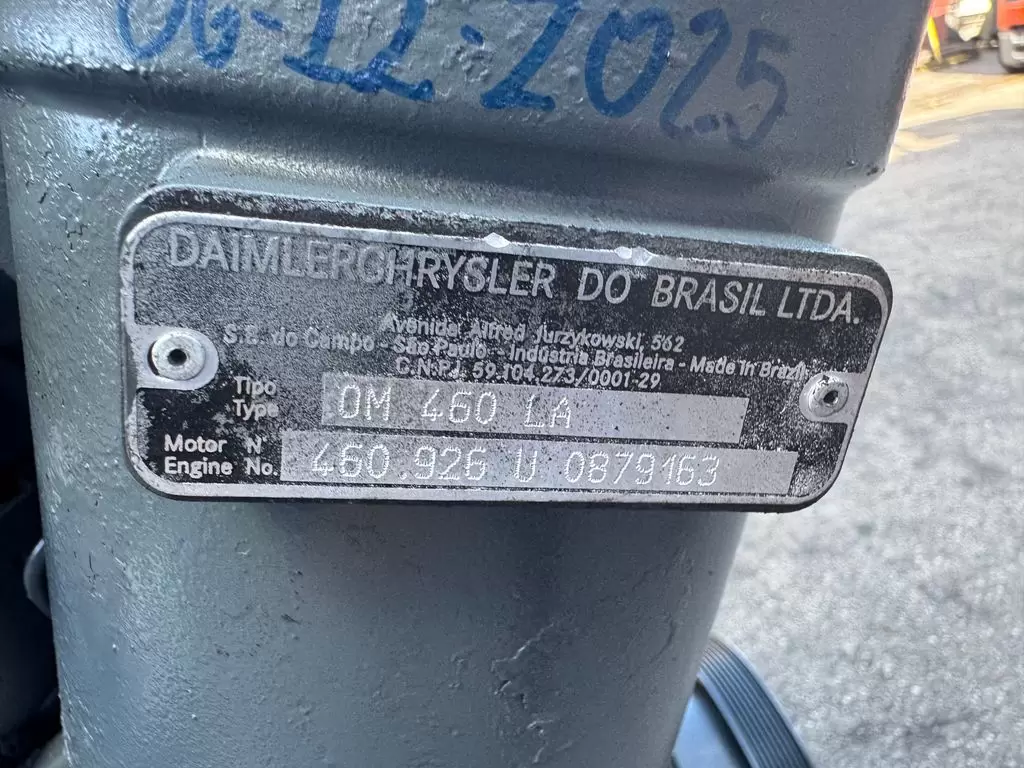 06-12-2025
DAIMLERCHRYSLER DO BRASIL LTDA.
Avenida Alfred Jurzykowski, 562
S.B. do Campo - São Paulo - Indústria Brasileira - Made in Brazil
C.N.P.J. 59.104.273/0001-29
Tipo
Type
OM 460 LA
Motor N°
Engine No.
460.926 U 0879163